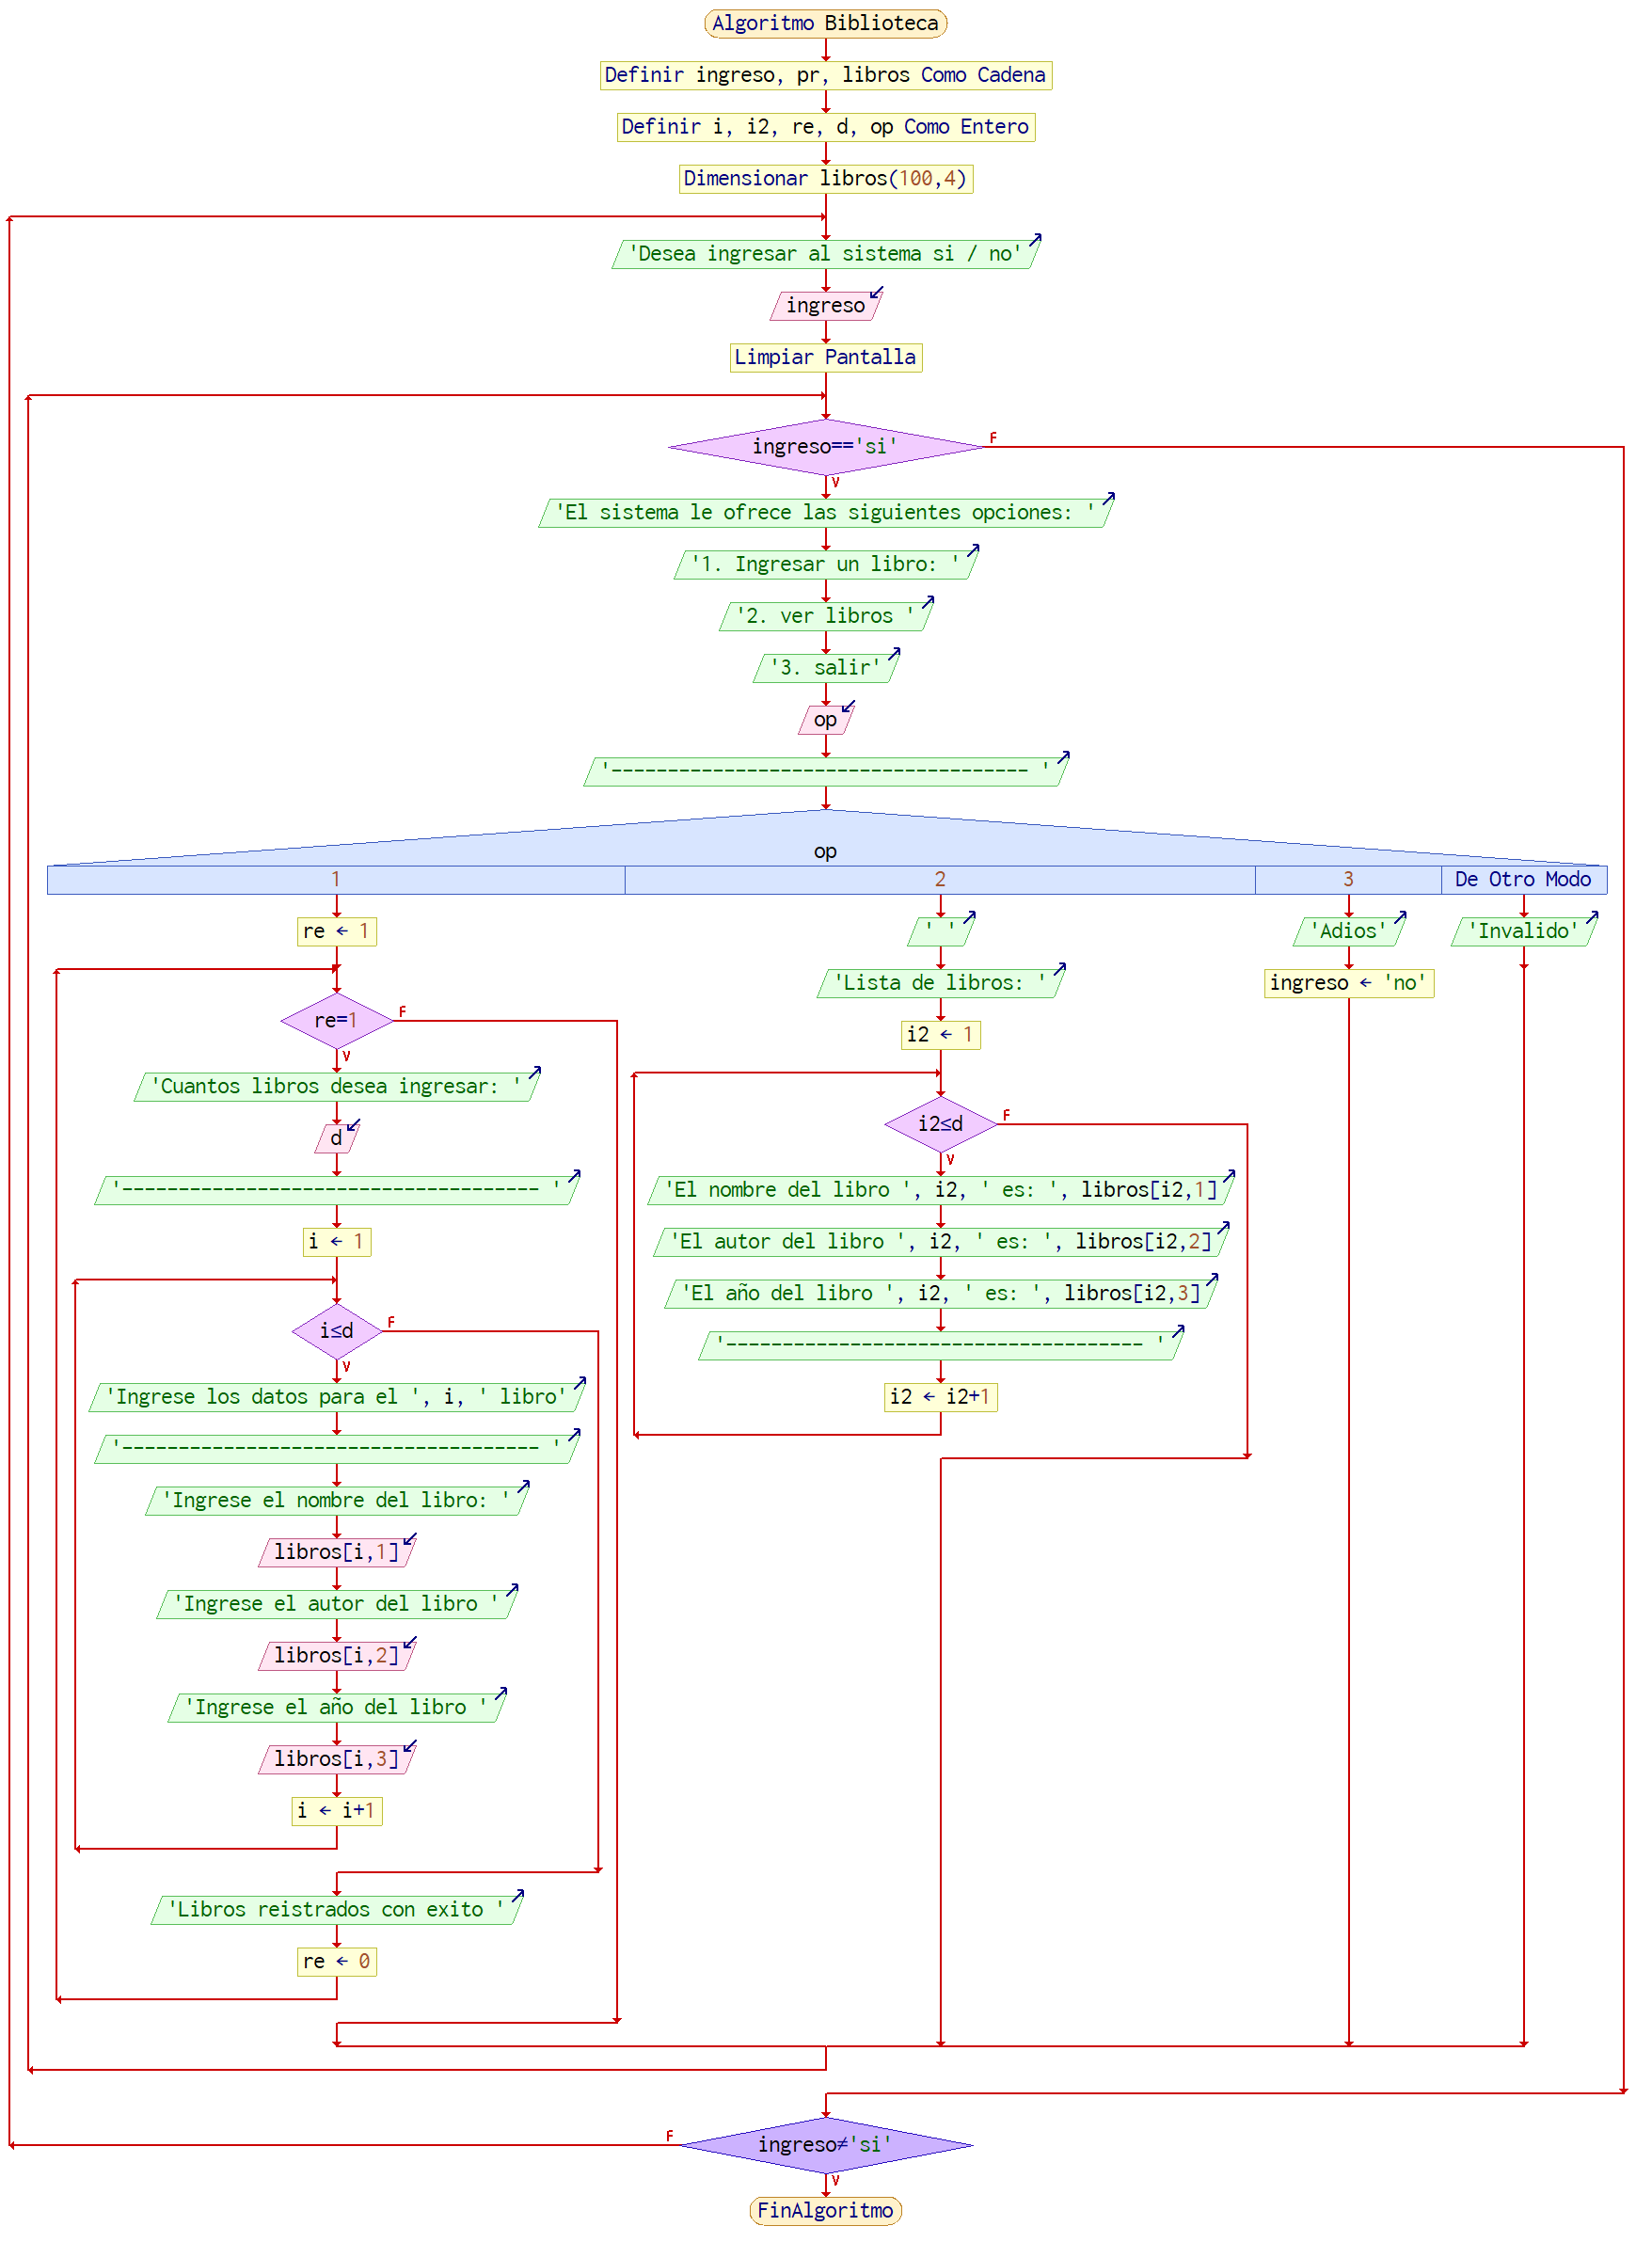 Algoritmo Biblioteca
Definir ingreso, pr, libros Como Cadena
Definir i, i2, re, d, op Como Entero
Dimensionar libros(100,4)
'Desea ingresar al sistema si / no'
ingreso
Limpiar Pantalla
ingreso=='si'
F
V
'El sistema le ofrece las siguientes opciones: '
'1. Ingresar un libro: '
'2. ver libros '
'3. salir'
op
'------------------------------------- '
op
1
2
3
De Otro Modo
re ← 1
re=1
F
V
'Cuantos libros desea ingresar: '
d
'------------------------------------- '
i ← 1
i≤d
F
V
'Ingrese los datos para el ', i, ' libro'
'------------------------------------- '
'Ingrese el nombre del libro: '
libros[i,1]
'Ingrese el autor del libro '
libros[i,2]
'Ingrese el año del libro '
libros[i,3]
i ← i+1
'Libros reistrados con exito '
re ← 0
' '
'Lista de libros: '
i2 ← 1
i2≤d
F
V
'El nombre del libro ', i2, ' es: ', libros[i2,1]
'El autor del libro ', i2, ' es: ', libros[i2,2]
'El año del libro ', i2, ' es: ', libros[i2,3]
'------------------------------------- '
i2 ← i2+1
'Adios'
ingreso ← 'no'
'Invalido'
ingreso≠'si'
F
V
FinAlgoritmo